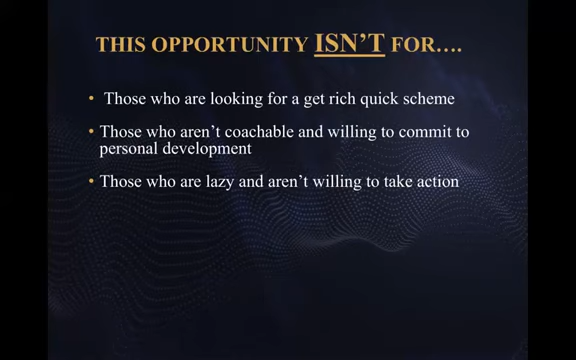 THIS OPPORTUNITY ISN'T FOR....
• Those who are looking for a get rich quick scheme
• Those who aren't coachable and willing to commit to
personal development
• Those who are lazy and aren't willing to take action